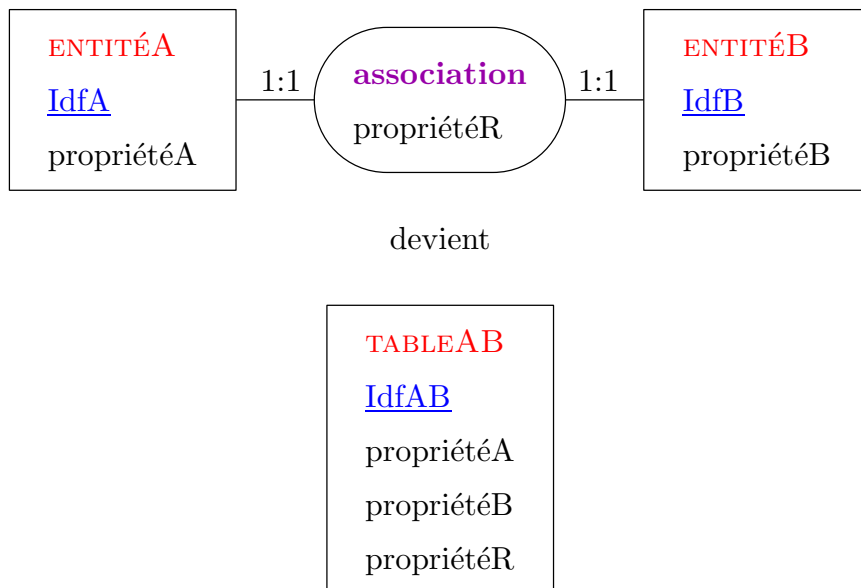 ENTITÉA
IdfA
propriétéA
1:1
association
propriétéR
1:1
ENTITÉB
IdfB
propriétéB
devient
TABLEAB
IdfAB
propriétéA
propriétéB
propriétéR